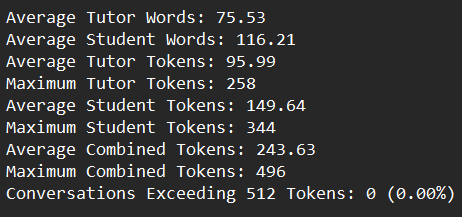 Average Tutor Words: 75.53
Average Student Words: 116.21
Average Tutor Tokens: 95.99
Maximum Tutor Tokens: 258
Average Student Tokens: 149.64
Maximum Student Tokens: 344
Average Combined Tokens: 243.63
Maximum Combined Tokens: 496
Conversations Exceeding 512 Tokens: 0 (0.00%)